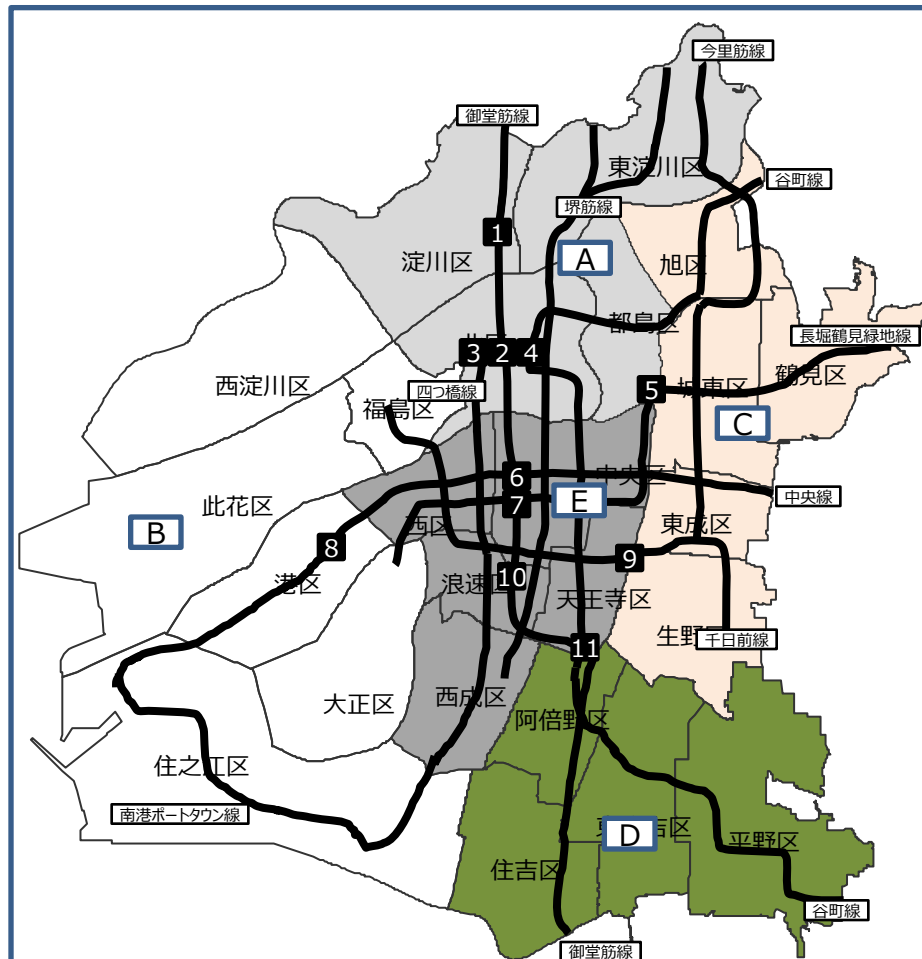 今里筋線
御堂筋線
東淀川区
谷町線
堺筋線
1
淀川区
A
旭区
都島区
長堀鶴見緑地線
3
2
4
西淀川区
四つ橋線
福島区
5
城東区
鶴見区
C
此花区
6
中央区
中央線
B
7
E
西区
東成区
8
9
港区
浪速区
10
天王寺区
生野区
千日前線
11
大正区
西成区
阿倍野区
住之江区
南港ポートタウン線
D
吉区
平野区
住吉区
谷町線
御堂筋線